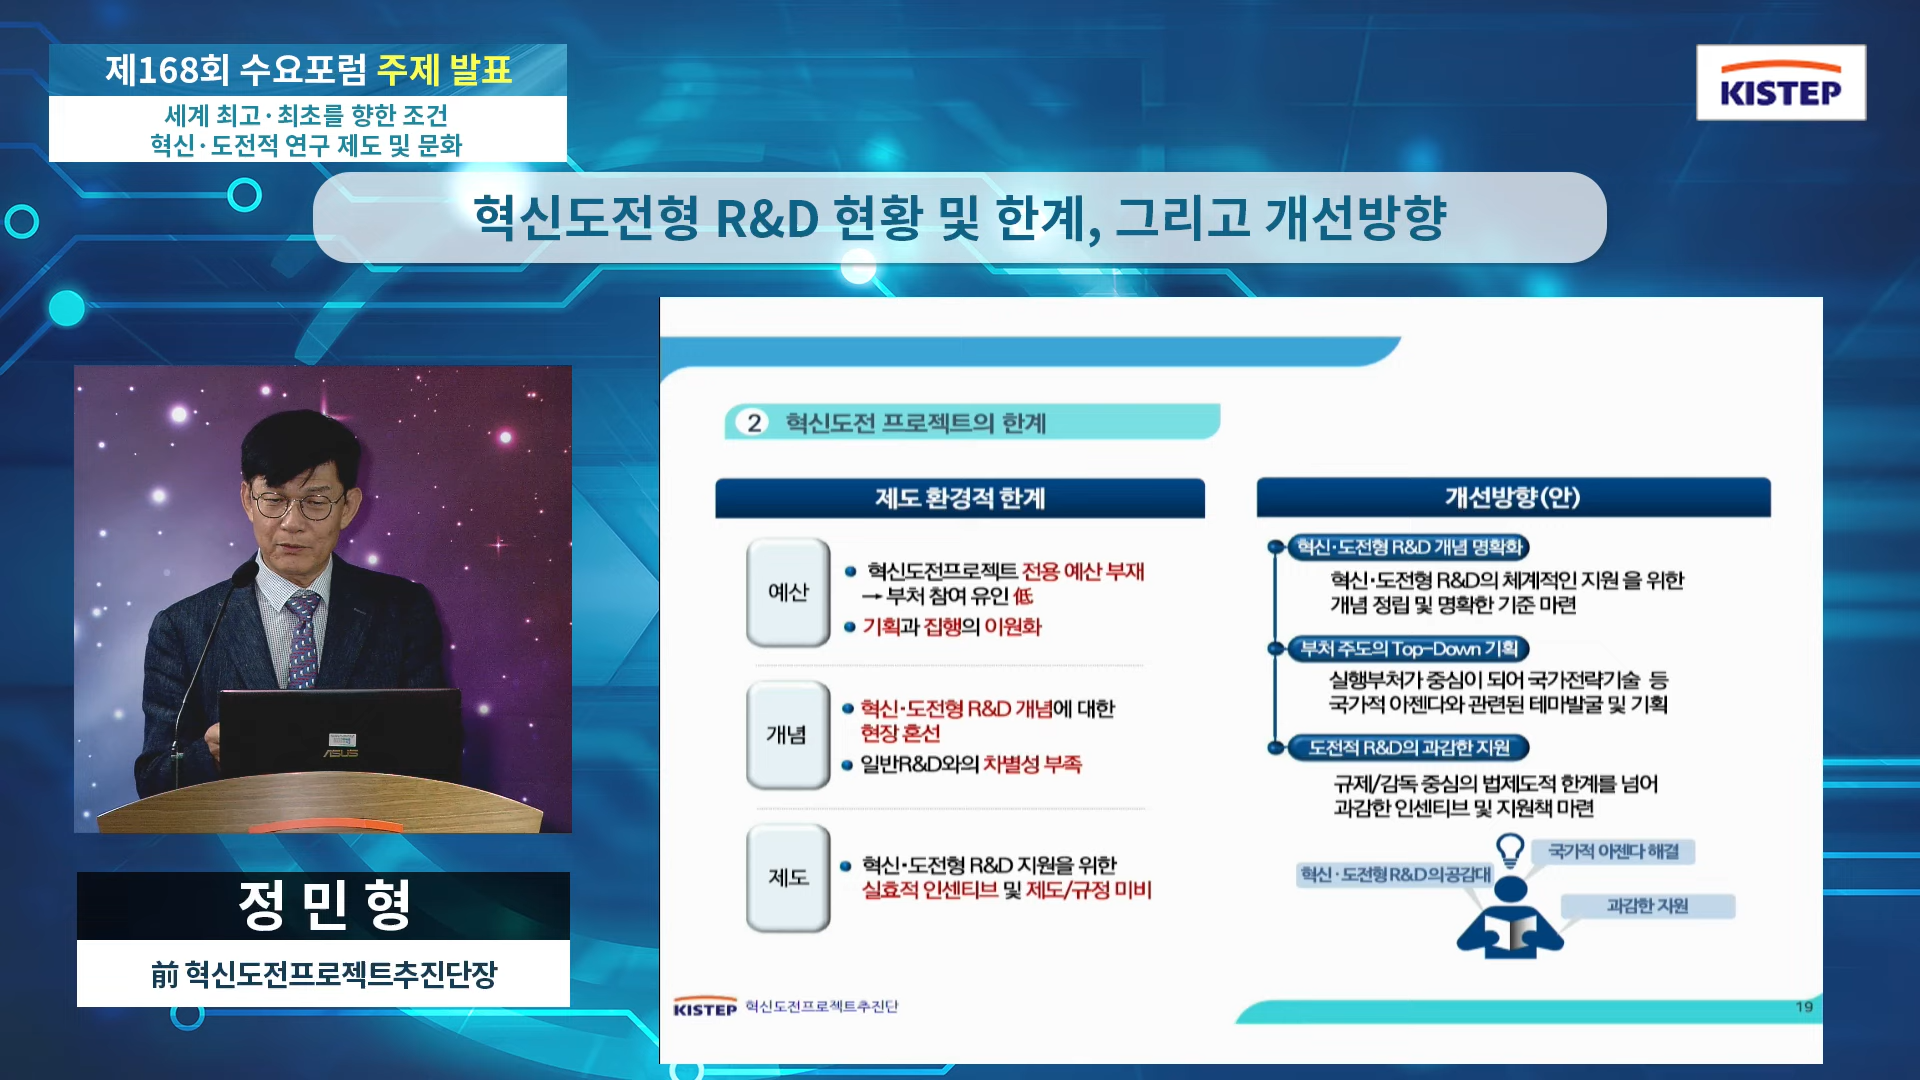 제168회 수요포럼 주제 발표
세계 최고·최초를 향한 조건
혁신·도전적 연구 제도 및 문화
KISTEP
혁신도전형 R&D 현황 및 한계, 그리고 개선방향
2 혁신도전 프로젝트의 한계
제도 환경적 한계
예산
혁신도전프로젝트 전용 예산 부재
→ 부처 참여 유인 低
기획과 집행의 이원화
개념
혁신·도전형 R&D 개념에 대한
현장 혼선
일반R&D와의 차별성 부족
제도
혁신·도전형 R&D 지원을 위한
실효적 인센티브 및 제도/규정 미비
개선방향(안)
혁신·도전형 R&D 개념 명확화
혁신·도전형 R&D의 체계적인 지원 을 위한
개념 정립 및 명확한 기준 마련
부처 주도의 Top-Down 기획
실행부처가 중심이 되어 국가전략기술 등
국가적 아젠다와 관련된 테마발굴 및 기획
도전적 R&D의 과감한 지원
규제/감독 중심의 법제도적 한계를 넘어
과감한 인센티브 및 지원책 마련
국가적 아젠다 해결
혁신·도전형 R&D의 공감대
과감한 지원
KISTEP 혁신도전프로젝트추진단
19
ASUS
정 민 형
前 혁신도전프로젝트추진단장